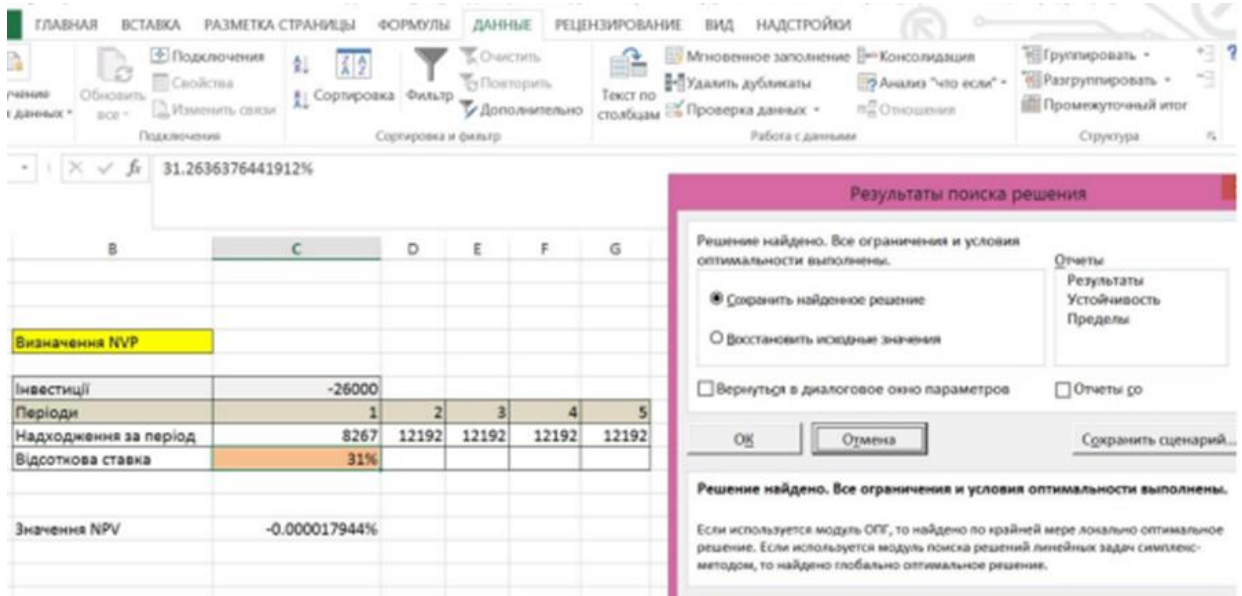 ГЛАВНАЯ ВСТАВКА РАЗМЕТКА СТРАНИЦЫ ФОРМУЛЫ ДАННЫЕ РЕЦЕНЗИРОВАНИЕ ВИД НАДСТРОЙКИ
Подключения
Свойства
Изменить связи
Обновить
все
данных
Подключения
Сортировка
Фильтр
Очистить
Повторить
Дополнительно
Сортировка и фильтр
Текст по
столбцам
Мгновенное заполнение
Удалить дубликаты
Проверка данных
Консолидация
Анализ "что если"
Отношения
Работа с данными
Группировать
Разгруппировать
Промежуточный итог
Структура
fx 31.2636376441912%
B C D E F G
Визначення NVP
Інвестиції -26000
Періоди 1 2 3 4 5
Надходження за період 8267 12192 12192 12192 12192
Відсоткова ставка 31%
Значення NPV -0.000017944%
Результаты поиска решения
Решение найдено. Все ограничения и условия
оптимальности выполнены.
Сохранить найденное решение
Восстановить исходные значения
Отчеты
Результаты
Устойчивость
Пределы
Вернуться в диалоговое окно параметров
Отчеты со
ОК Отмена Сохранить сценарий...
Решение найдено. Все ограничения и условия оптимальности выполнены.
Если используется модуль ОПГ, то найдено по крайней мере локально оптимальное
решение. Если используется модуль поиска решений линейных задач симплекс-
методом, то найдено глобально оптимальное решение.